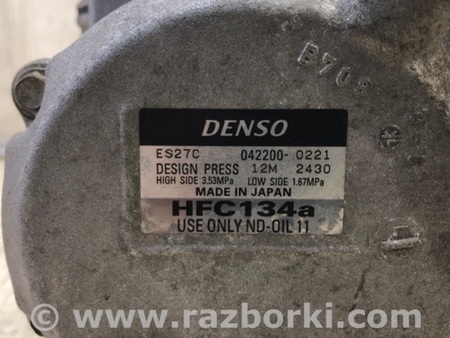 DENSO
ES27C 042200- 0221
DESIGN PRESS 12M 2430
HIGH SIDE 3.53MPa LOW SIDE 1.67MPa
MADE IN JAPAN
HFC134a
USE ONLY ND-OIL 11
www.razborki.com